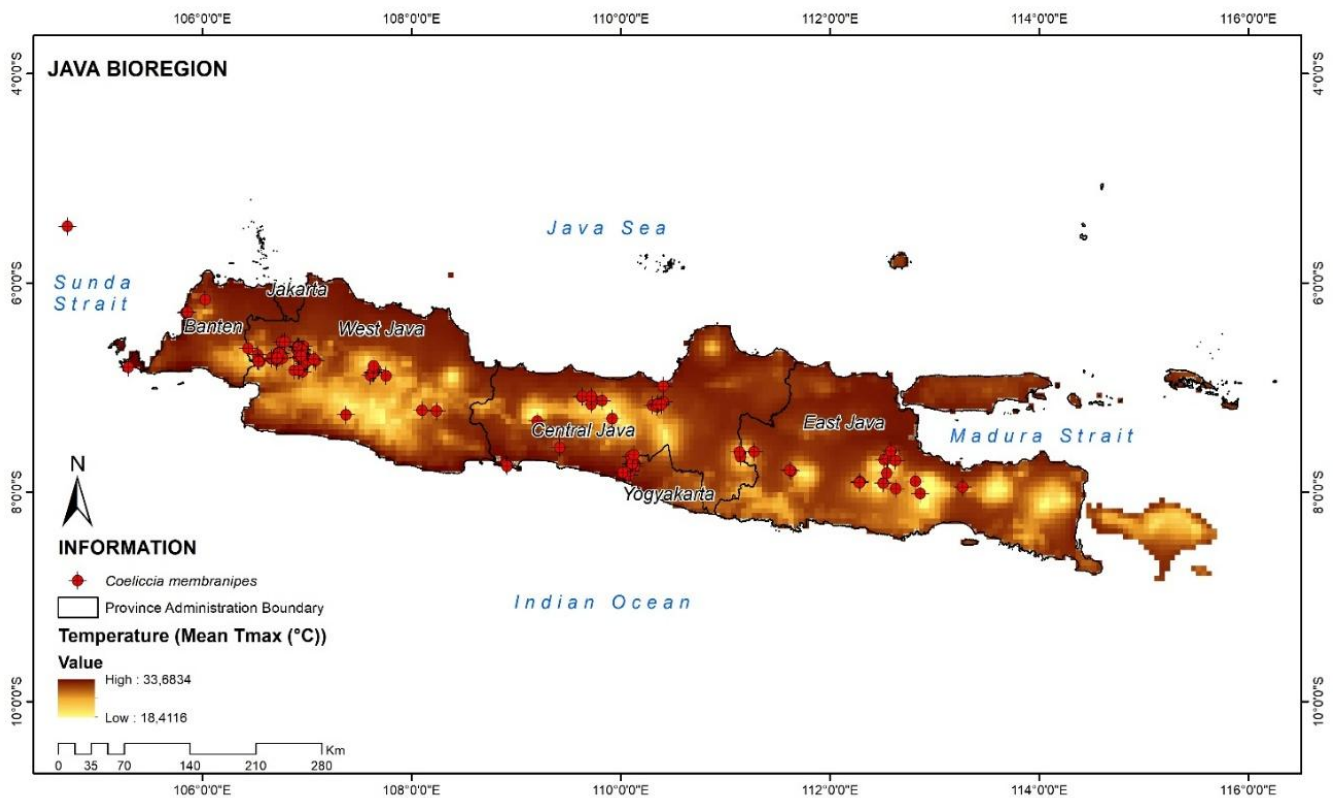 106°0'0"E 108°0'0"E 110°0'0"E 112°0'0"E 114°0'0"E 116°0'0"E
JAVA BIOREGION
4°0'0"S 4°0'0"S
Java Sea
Sunda
Strait
6°0'0"S 6°0'0"S
Jakarta
Banten
West Java
Central Java
East Java
Madura Strait
Yogyakarta
8°0'0"S 8°0'0"S
N
INFORMATION
Coeliccia membranipes
Province Administration Boundary
Indian Ocean
Temperature (Mean Tmax (°C))
Value
High : 33,6834
Low : 18,4116
10°0'0"S 10°0'0"S
Km
0 35 70 140 210 280
106°0'0"E 108°0'0"E 110°0'0"E 112°0'0"E 114°0'0"E 116°0'0"E